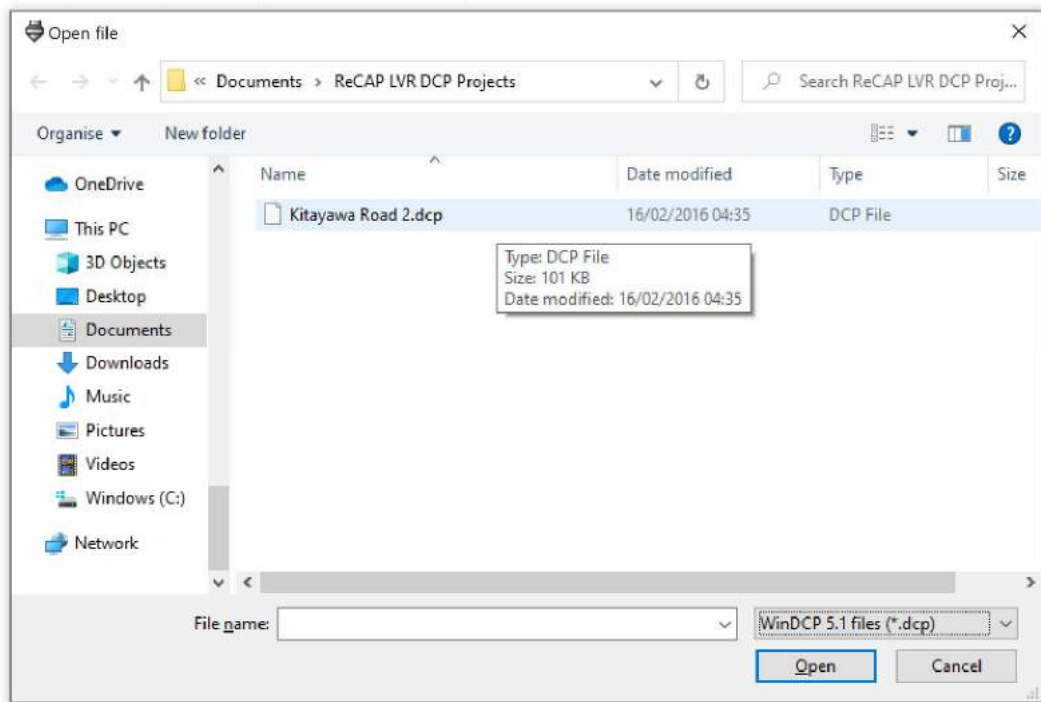 Open file
« Documents › ReCAP LVR DCP Projects
Search ReCAP LVR DCP Proj...
Organise
New folder
Name
Date modified
Type
Size
Kitayawa Road 2.dcp
16/02/2016 04:35
DCP File
Type: DCP File
Size: 101 KB
Date modified: 16/02/2016 04:35
OneDrive
This PC
3D Objects
Desktop
Documents
Downloads
Music
Pictures
Videos
Windows (C:)
Network
File name:
WinDCP 5.1 files (*.dcp)
Open
Cancel